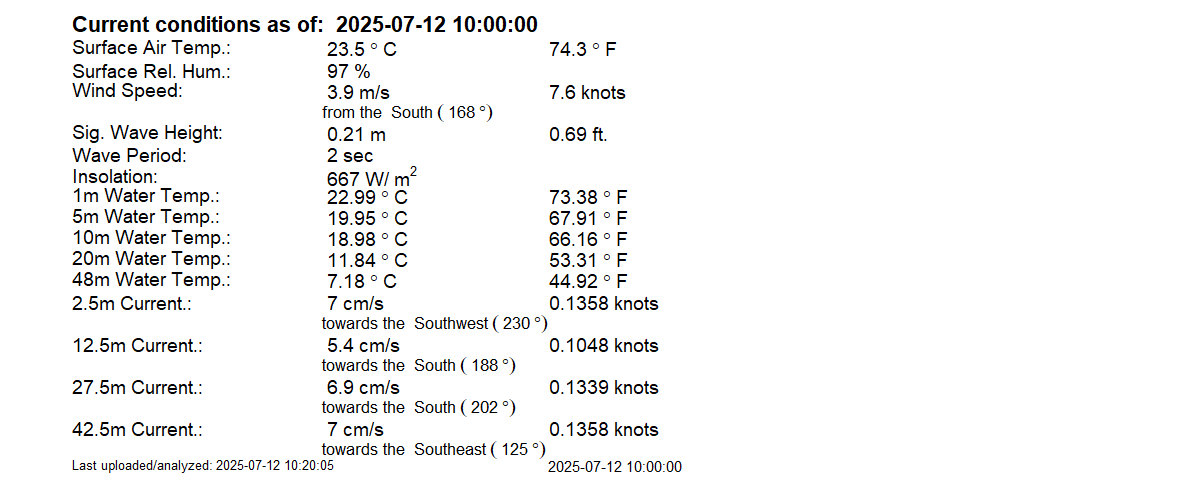 Current conditions as of: 2025-07-12 10:00:00
Surface Air Temp.: 23.5 ° C 74.3 ° F
Surface Rel. Hum.: 97 %
Wind Speed: 3.9 m/s 7.6 knots
from the South ( 168 °)
Sig. Wave Height: 0.21 m 0.69 ft.
Wave Period: 2 sec
Insolation: 667 W/ m²
1m Water Temp.: 22.99 ° C 73.38 ° F
5m Water Temp.: 19.95 ° C 67.91 ° F
10m Water Temp.: 18.98 ° C 66.16 ° F
20m Water Temp.: 11.84 ° C 53.31 ° F
48m Water Temp.: 7.18 ° C 44.92 ° F
2.5m Current.: 7 cm/s 0.1358 knots
towards the Southwest ( 230 °)
12.5m Current.: 5.4 cm/s 0.1048 knots
towards the South ( 188 °)
27.5m Current.: 6.9 cm/s 0.1339 knots
towards the South ( 202 °)
42.5m Current.: 7 cm/s 0.1358 knots
towards the Southeast ( 125 °)
Last uploaded/analyzed: 2025-07-12 10:20:05 2025-07-12 10:00:00